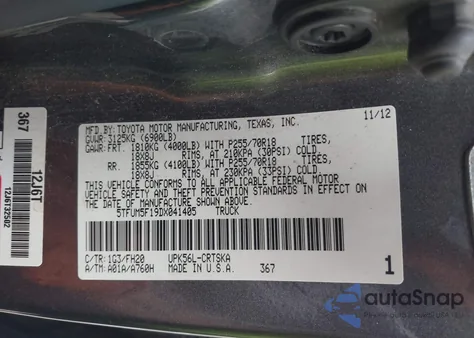 MFD.BY: TOYOTA MOTOR MANUFACTURING, TEXAS, INC. 11/12
GVWR: 3125KG (6900LB)
GAWR: FRT. 1810KG (4000LB) WITH P255/70R18 TIRES,
18X8J RIMS, AT 210KPA (30PSI) COLD.
RR. 1855KG (4100LB) WITH P255/70R18 TIRES,
18X8J RIMS, AT 230KPA (33PSI) COLD.
THIS VEHICLE CONFORMS TO ALL APPLICABLE FEDERAL MOTOR
VEHICLE SAFETY AND THEFT PREVENTION STANDARDS IN EFFECT ON
THE DATE OF MANUFACTURE SHOWN ABOVE.
5TFUM5F19DX041405 TRUCK
C/TR: 1G3/FH20 UPK56L-CRTSKA
A/TM: A01A/A760H MADE IN U.S.A. 367
1
367
12J6T
12J6T32502
autoSnap